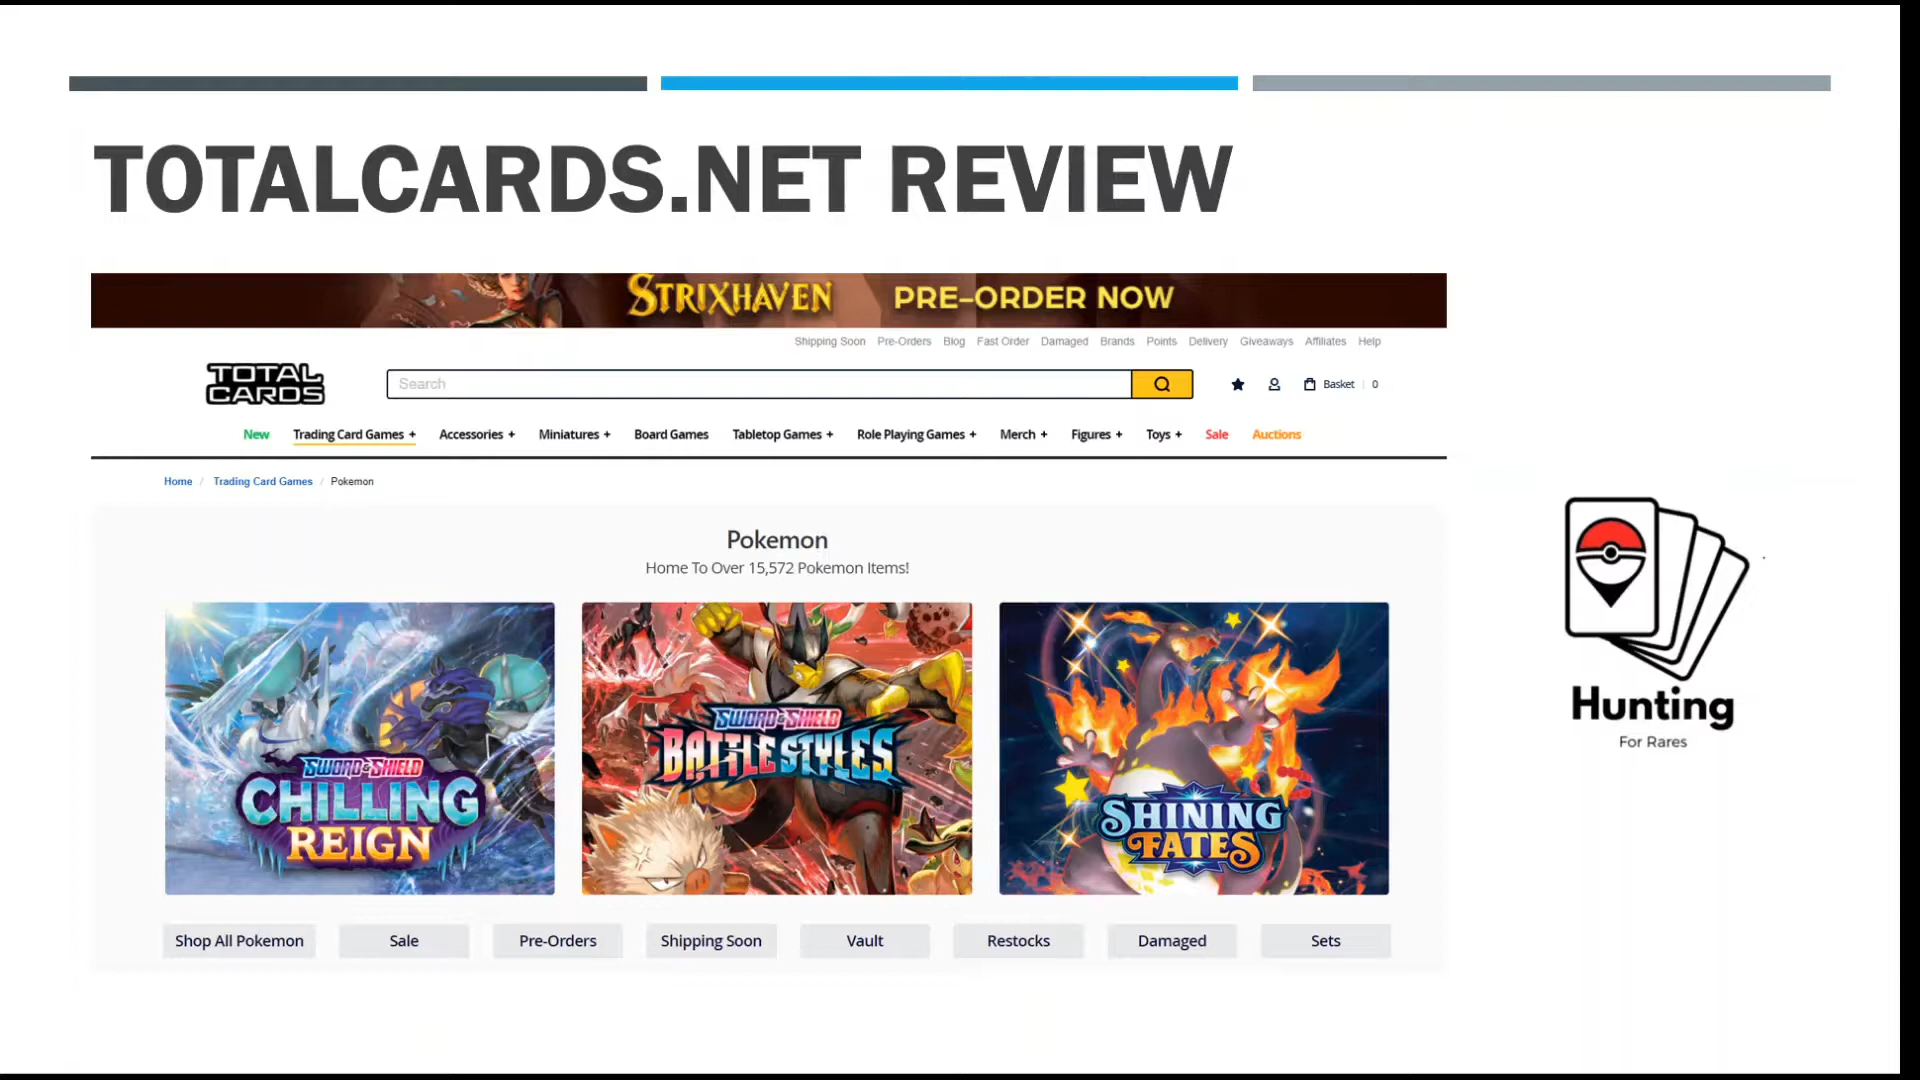 TOTALCARDS.NET REVIEW
STRIXHAVEN PRE-ORDER NOW
Shipping Soon Pre-Orders Blog Fast Order Damaged Brands Points Delivery Giveaways Affiliates Help
TOTAL
CARDS
Search
Basket 0
New Trading Card Games + Accessories + Miniatures + Board Games Tabletop Games + Role Playing Games + Merch + Figures + Toys + Sale Auctions
Home / Trading Card Games / Pokemon
Pokemon
Home To Over 15,572 Pokemon Items!
SWORD & SHIELD
CHILLING
REIGN
SWORD & SHIELD
BATTLE STYLES
SHINING
FATES
Hunting
For Rares
Shop All Pokemon Sale Pre-Orders Shipping Soon Vault Restocks Damaged Sets